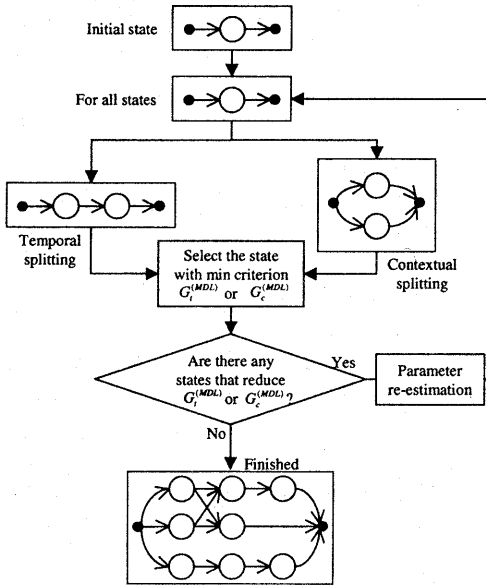 Initial state
For all states
Temporal
splitting
Contextual
splitting
Select the state
with min criterion
G_t^(MDL) or G_c^(MDL)
Are there any
states that reduce
G_t^(MDL) or G_c^(MDL)?
Yes
Parameter
re-estimation
No
Finished